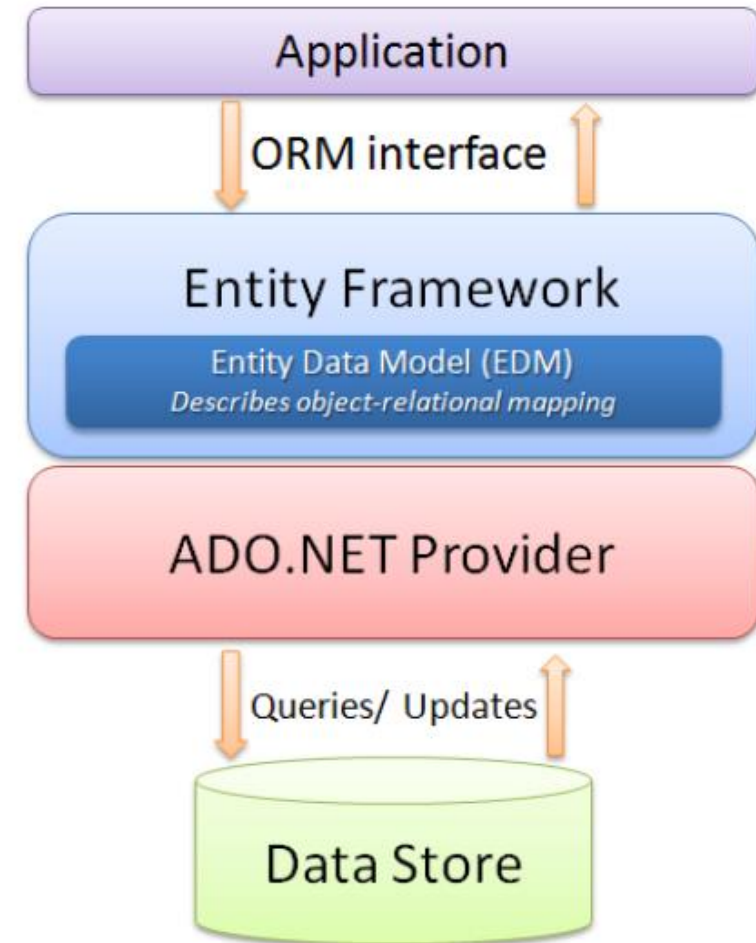 Application
ORM interface
Entity Framework
Entity Data Model (EDM)
Describes object-relational mapping
ADO.NET Provider
Queries/ Updates
Data Store